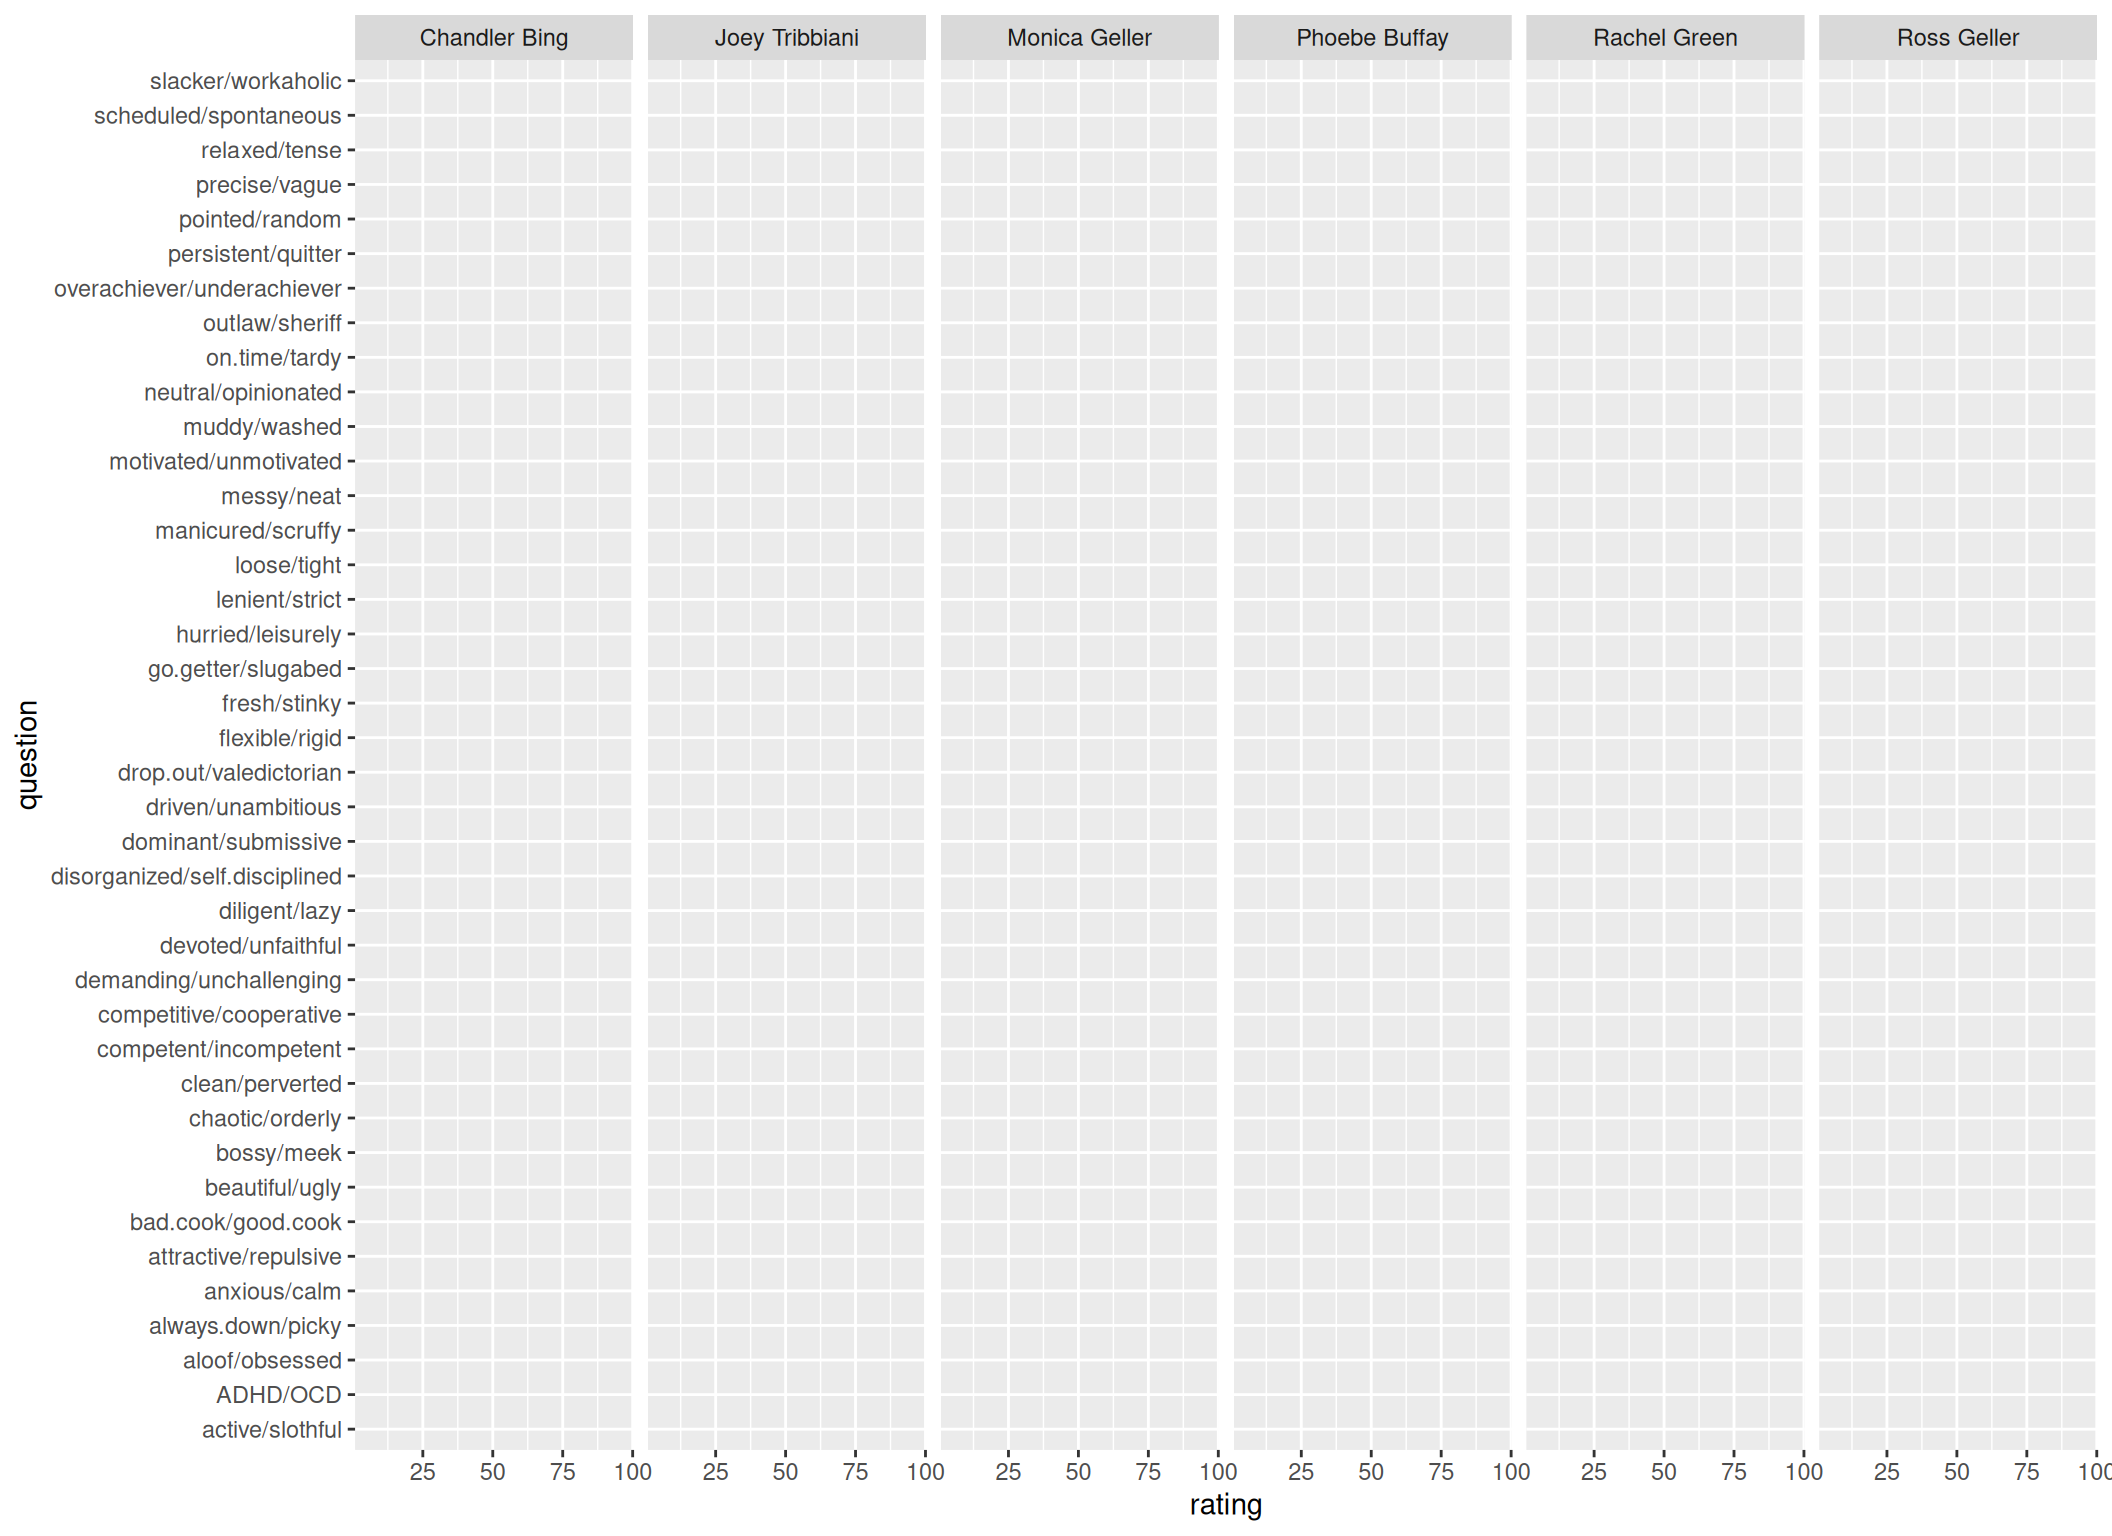 Chandler Bing Joey Tribbiani Monica Geller Phoebe Buffay Rachel Green Ross Geller
slacker/workaholic
scheduled/spontaneous
relaxed/tense
precise/vague
pointed/random
persistent/quitter
overachiever/underachiever
outlaw/sheriff
on.time/tardy
neutral/opinionated
muddy/washed
motivated/unmotivated
messy/neat
manicured/scruffy
loose/tight
lenient/strict
hurried/leisurely
go.getter/slugabed
fresh/stinky
flexible/rigid
drop.out/valedictorian
driven/unambitious
dominant/submissive
disorganized/self.disciplined
diligent/lazy
devoted/unfaithful
demanding/unchallenging
competitive/cooperative
competent/incompetent
clean/perverted
chaotic/orderly
bossy/meek
beautiful/ugly
bad.cook/good.cook
attractive/repulsive
anxious/calm
always.down/picky
aloof/obsessed
ADHD/OCD
active/slothful
question
25 50 75 100 25 50 75 100 25 50 75 100 25 50 75 100 25 50 75 100 25 50 75 100
rating